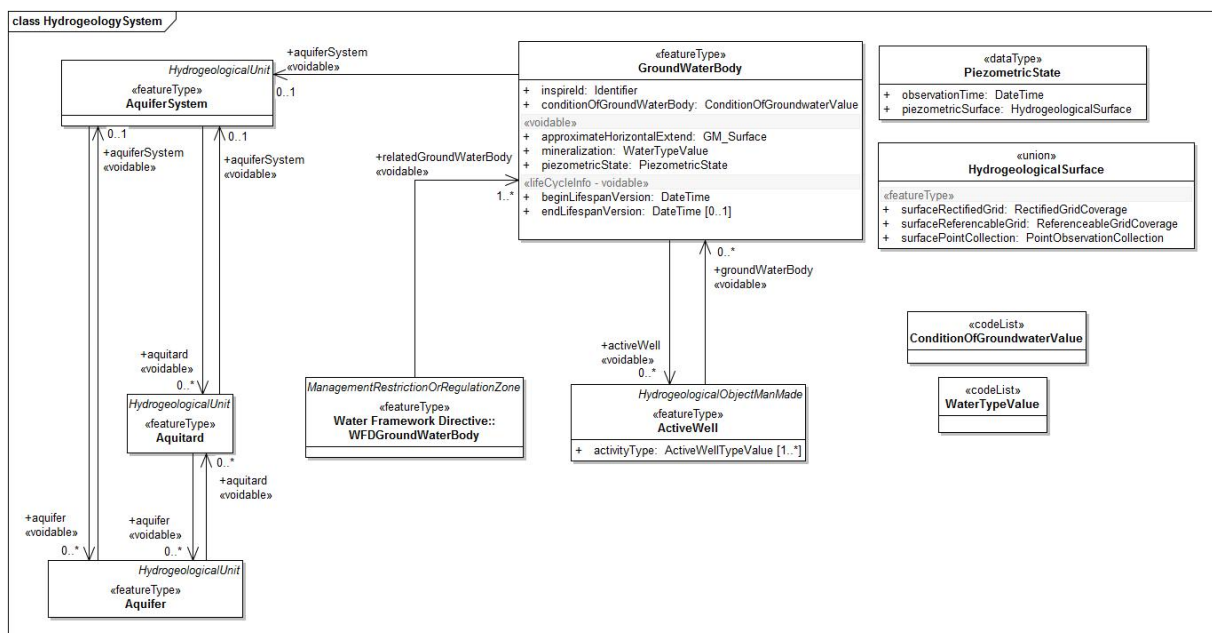 class HydrogeologySystem
HydrogeologicalUnit
«featureType»
AquiferSystem
+aquiferSystem
«voidable»
0..1
«featureType»
GroundWaterBody
+ inspireId: Identifier
+ conditionOfGroundWaterBody: ConditionOfGroundwaterValue
«voidable»
+ approximateHorizontalExtend: GM_Surface
+ mineralization: WaterTypeValue
+ piezometricState: PiezometricState
«lifeCycleInfo - voidable»
+ beginLifespanVersion: DateTime
+ endLifespanVersion: DateTime [0..1]
«dataType»
PiezometricState
+ observationTime: DateTime
+ piezometricSurface: HydrogeologicalSurface
«union»
HydrogeologicalSurface
«featureType»
+ surfaceRectifiedGrid: RectifiedGridCoverage
+ surfaceReferencableGrid: ReferenceableGridCoverage
+ surfacePointCollection: PointObservationCollection
0..1
+aquiferSystem
«voidable»
0..1
+aquiferSystem
«voidable»
+relatedGroundWaterBody
«voidable»
1..*
0..*
+groundWaterBody
«voidable»
+activeWell
«voidable»
0..*
«codeList»
ConditionOfGroundwaterValue
«codeList»
WaterTypeValue
+aquitard
«voidable»
0..*
HydrogeologicalUnit
«featureType»
Aquitard
ManagementRestrictionOrRegulationZone
«featureType»
Water Framework Directive::
WFDGroundWaterBody
HydrogeologicalObjectManMade
«featureType»
ActiveWell
+ activityType: ActiveWellTypeValue [1..*]
0..*
+aquitard
«voidable»
+aquifer
«voidable»
0..*
+aquifer
«voidable»
0..*
HydrogeologicalUnit
«featureType»
Aquifer